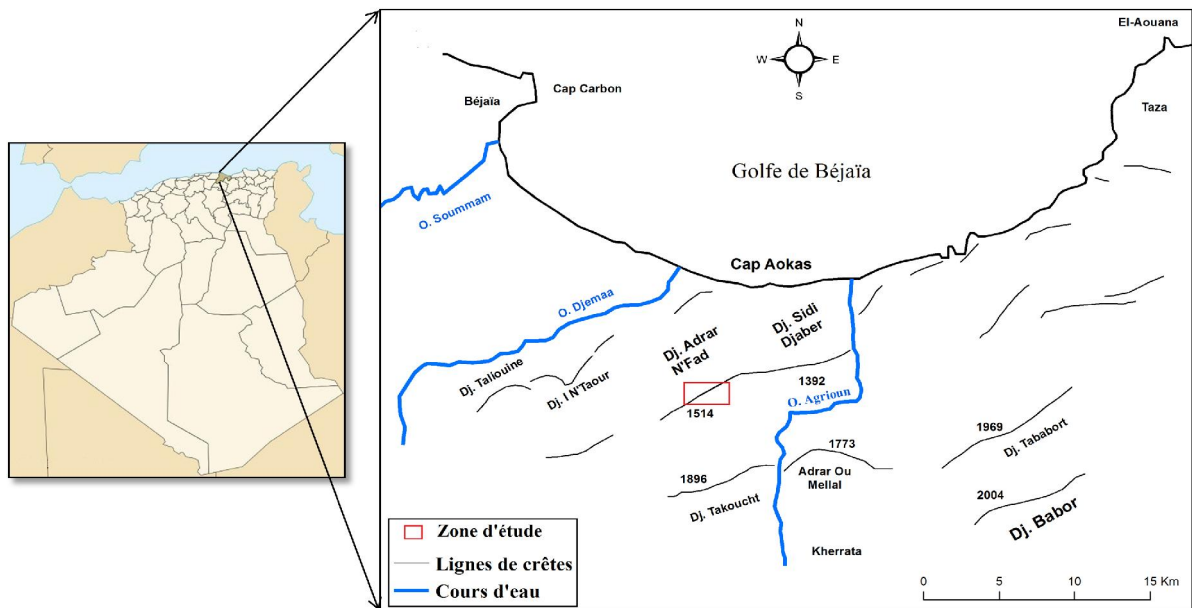 El-Aouana
N
W E
S
Cap Carbon
Béjaïa
Taza
Golfe de Béjaïa
O. Soummam
Cap Aokas
O. Djemaa
Dj. Sidi
Djaber
Dj. Adrar
N'Fad
Dj. Taliouine
Dj. I N'Taour
1392
O. Agrioun
1514
1969
Dj. Tababort
1773
1896
Adrar Ou
Mellal
Dj. Takoucht
2004
Dj. Babor
Kherrata
Zone d'étude
Lignes de crêtes
Cours d'eau
0 5 10 15 Km